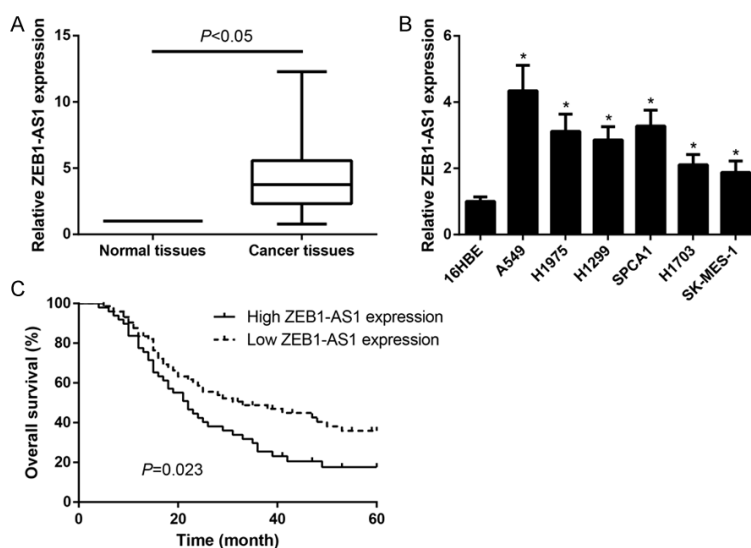 A
Relative ZEB1-AS1 expression
15
10
5
0
P<0.05
Normal tissues
Cancer tissues
B
Relative ZEB1-AS1 expression
6
4
2
0
*
*
*
*
*
*
16HBE
A549
H1975
H1299
SPCA1
H1703
SK-MES-1
C
Overall survival (%)
100
80
60
40
20
0
High ZEB1-AS1 expression
Low ZEB1-AS1 expression
P=0.023
0
20
40
60
Time (month)